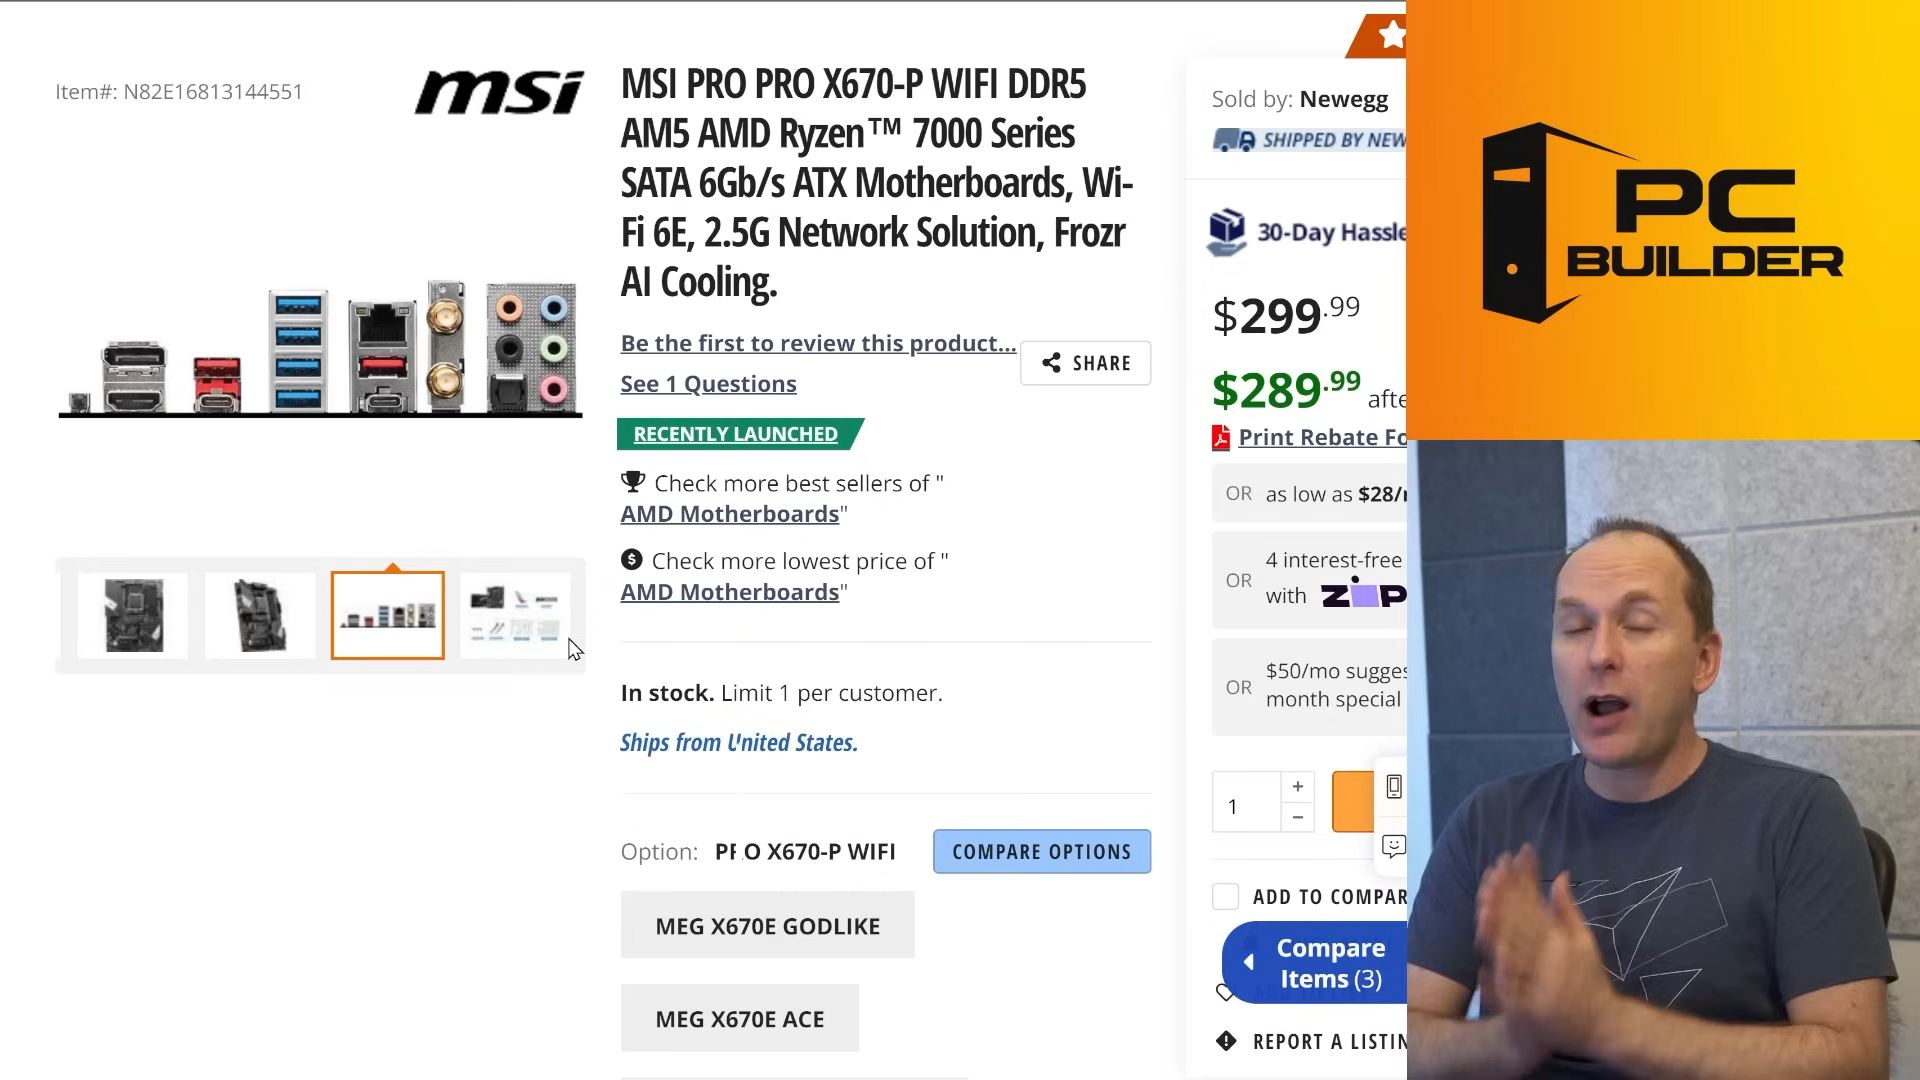 Item#: N82E16813144551
msi
MSI PRO PRO X670-P WIFI DDR5
AM5 AMD Ryzen™ 7000 Series
SATA 6Gb/s ATX Motherboards, Wi-
Fi 6E, 2.5G Network Solution, Frozr
AI Cooling.
Be the first to review this product...
See 1 Questions
SHARE
RECENTLY LAUNCHED
Check more best sellers of "
AMD Motherboards"
Check more lowest price of "
AMD Motherboards"
In stock. Limit 1 per customer.
Ships from United States.
Option: PRO X670-P WIFI
COMPARE OPTIONS
MEG X670E GODLIKE
MEG X670E ACE
Sold by: Newegg
SHIPPED BY NEW
30-Day Hassle
$299.99
$289.99 afte
Print Rebate Fo
OR as low as $28/
4 interest-free
OR
with zip
$50/mo sugges
OR
month special
1
+
−
ADD TO COMPAR
Compare
Items (3)
REPORT A LISTIN
PC
BUILDER